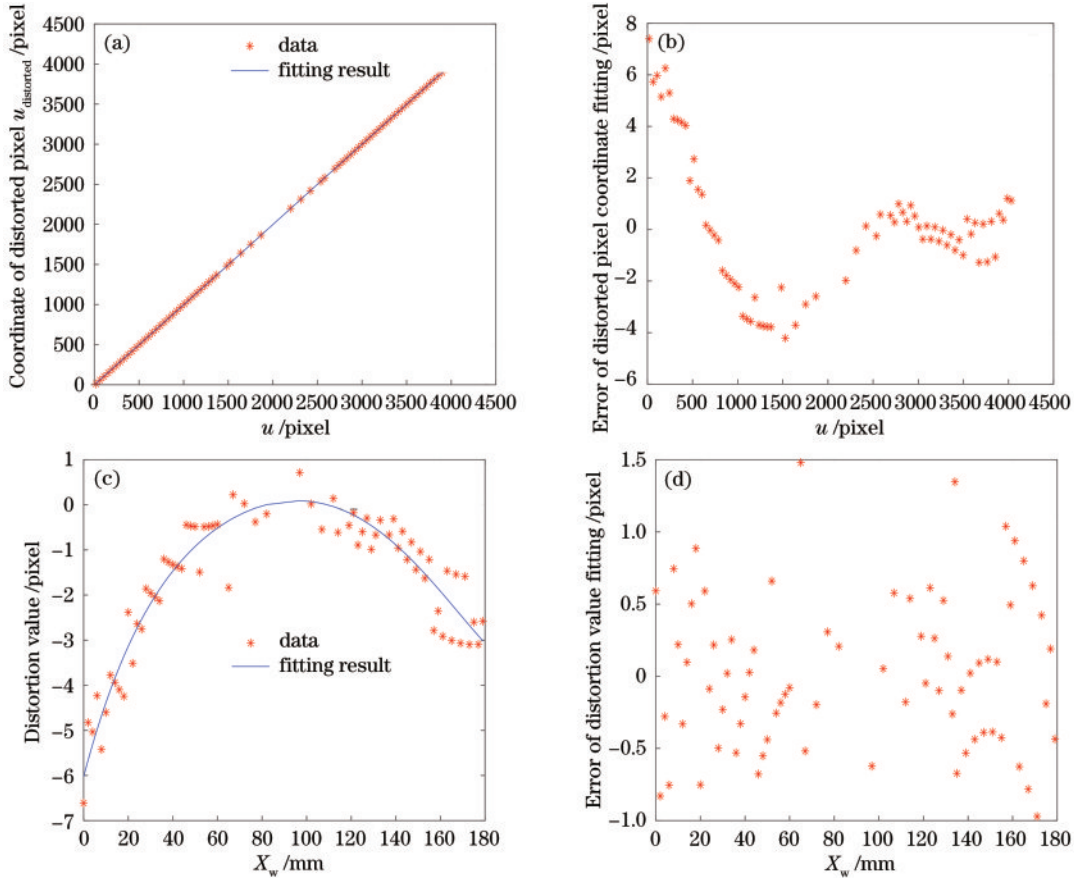 4500
4000
3500
3000
2500
2000
1500
1000
500
0
Coordinate of distorted pixel u_distorted /pixel
(a)
data
fitting result
0 500 1000 1500 2000 2500 3000 3500 4000 4500
u /pixel
8
6
4
2
0
−2
−4
−6
Error of distorted pixel coordinate fitting /pixel
(b)
0 500 1000 1500 2000 2500 3000 3500 4000 4500
u /pixel
1
0
−1
−2
−3
−4
−5
−6
−7
Distortion value /pixel
(c)
data
fitting result
0 20 40 60 80 100 120 140 160 180
X_w /mm
1.5
1.0
0.5
0
−0.5
−1.0
Error of distortion value fitting /pixel
(d)
0 20 40 60 80 100 120 140 160 180
X_w /mm